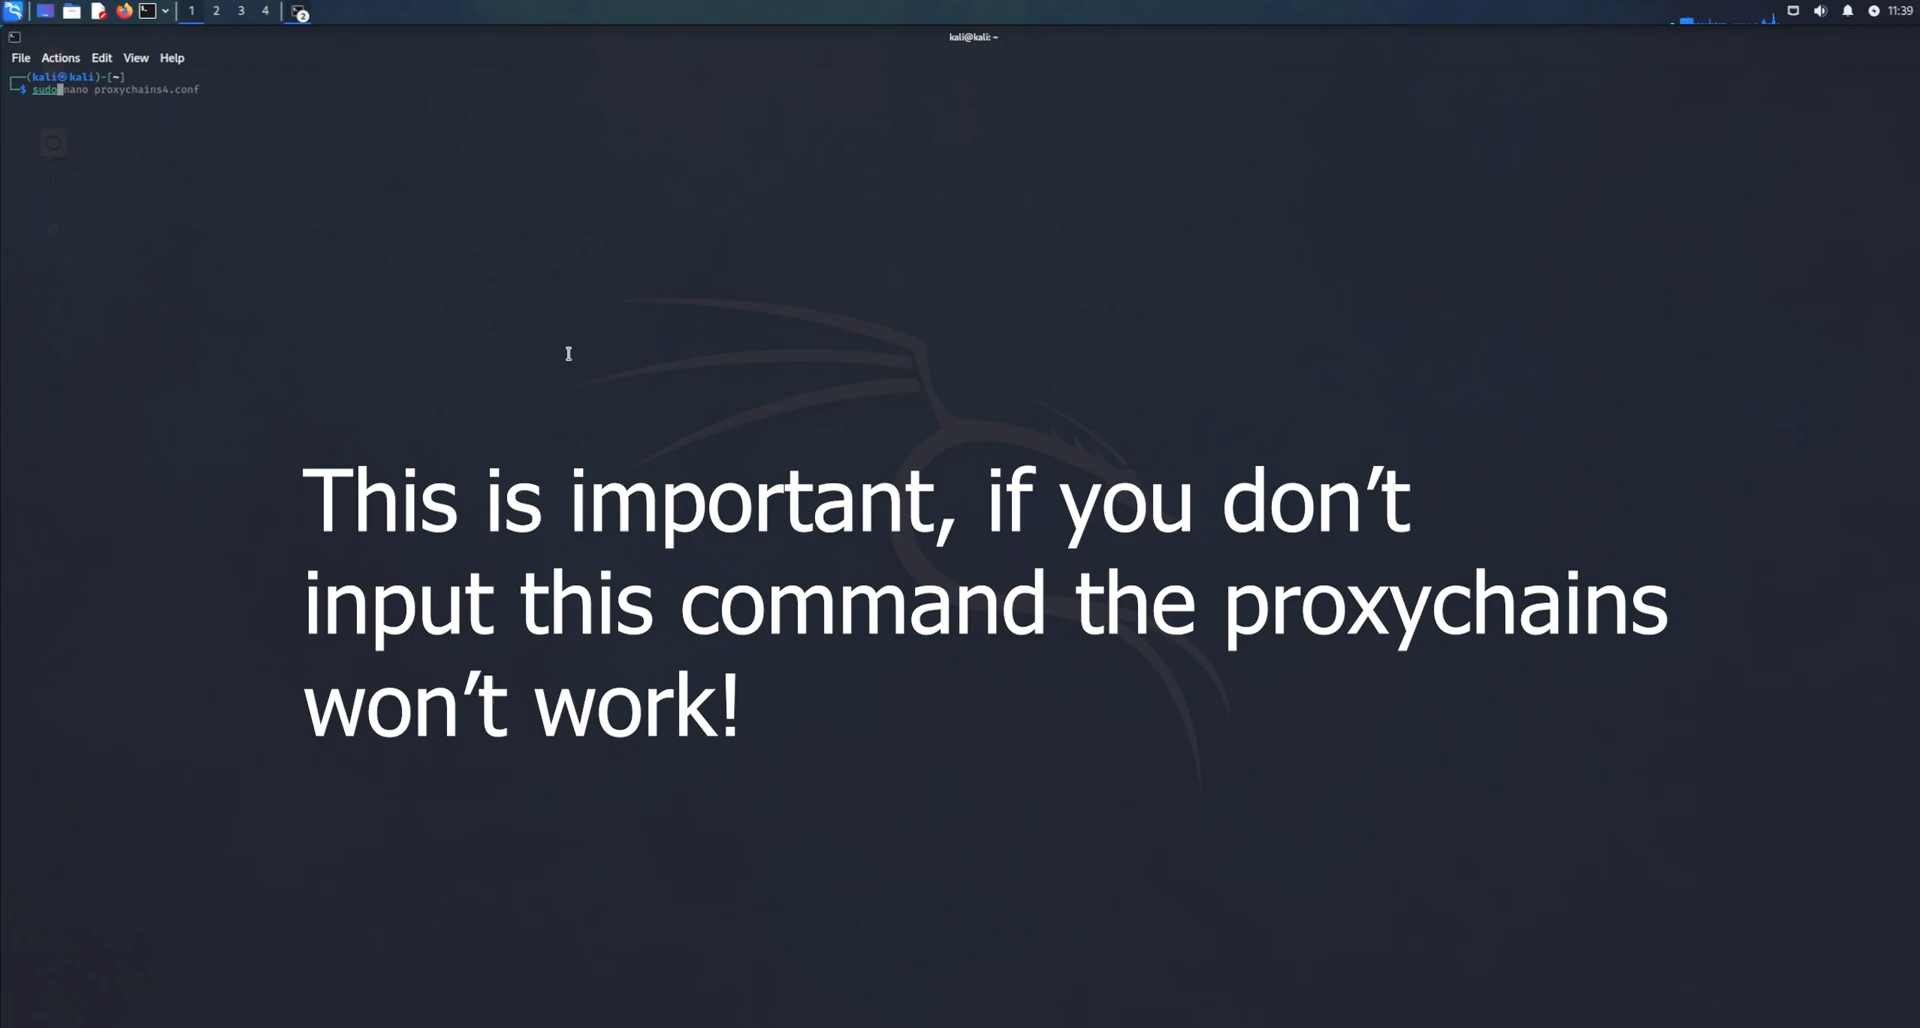 1 2 3 4 2 11:39
kali@kali: ~
File Actions Edit View Help
(kali㉿kali)-[~]
$ sudo nano proxychains4.conf
This is important, if you don’t
input this command the proxychains
won’t work!